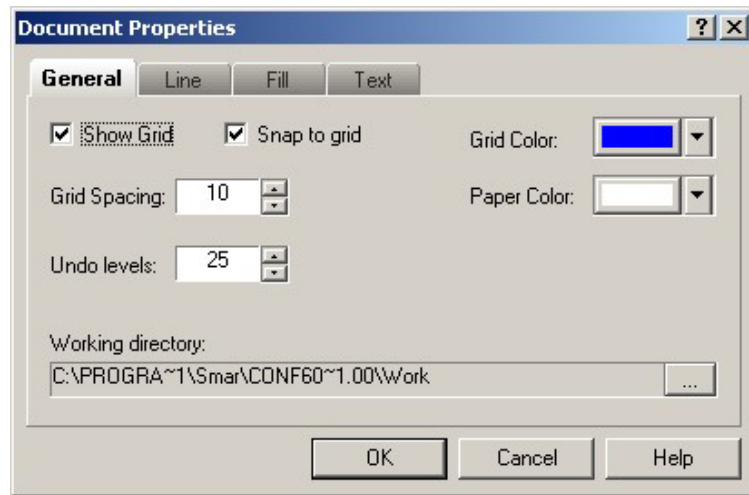 Document Properties
General Line Fill Text
Show Grid Snap to grid Grid Color:
Grid Spacing: 10 Paper Color:
Undo levels: 25
Working directory:
C:\PROGRA~1\Smar\CONF60~1.00\Work ...
OK Cancel Help